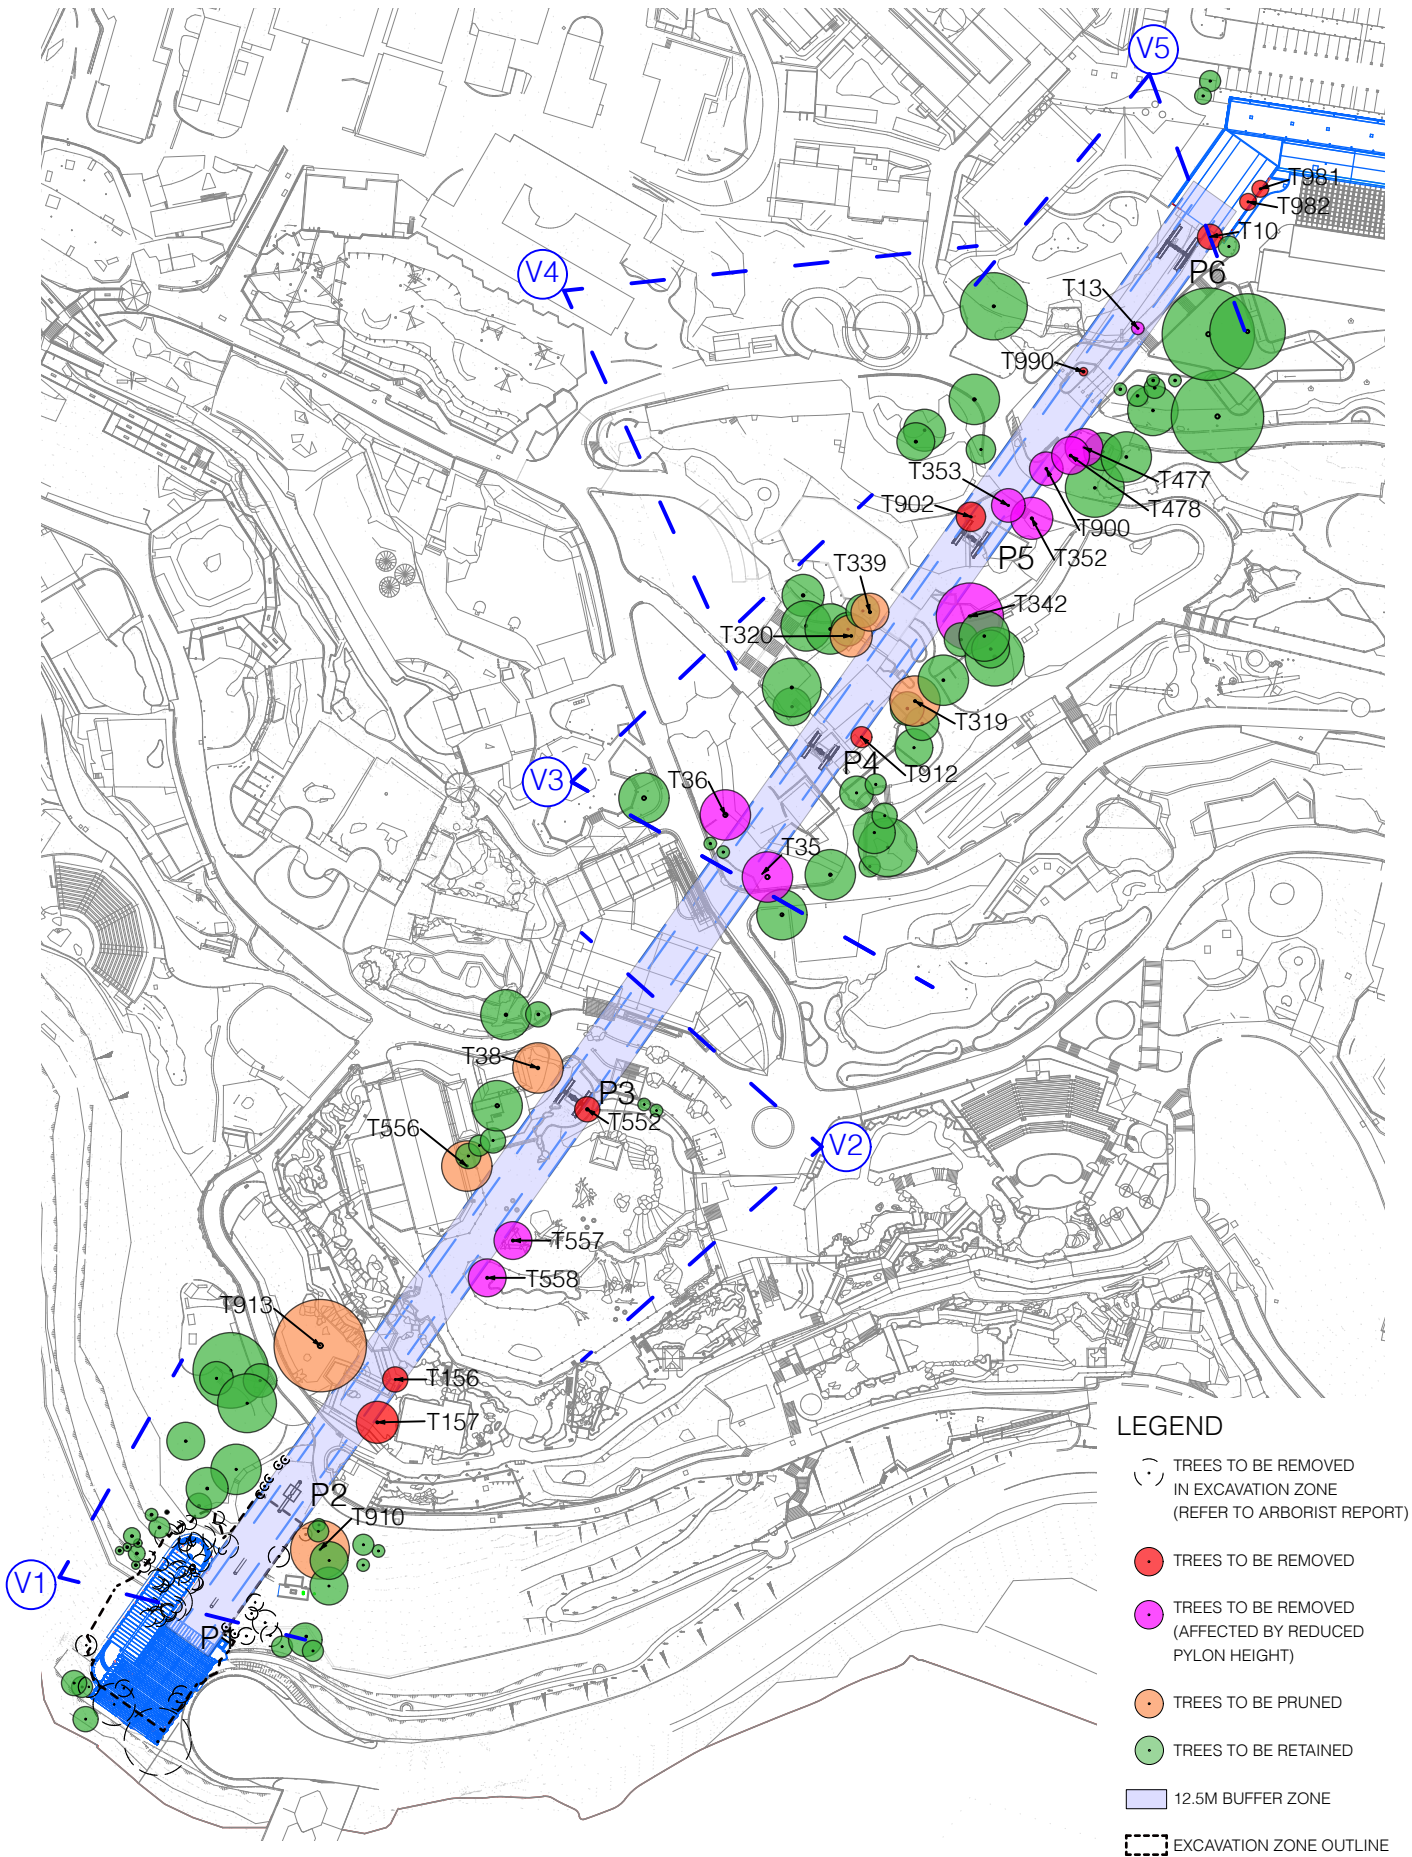 V5
T981
T982
T10
P6
V4
T13
T990
T353
T477
T478
T902
T900
P5
T352
T339
T342
T320
T319
P4
T912
V3
T36
T35
T38
P3
T552
T556
V2
T557
T558
T913
T156
T157
P2
T910
V1
P1
LEGEND
TREES TO BE REMOVED
IN EXCAVATION ZONE
(REFER TO ARBORIST REPORT)
TREES TO BE REMOVED
TREES TO BE REMOVED
(AFFECTED BY REDUCED
PYLON HEIGHT)
TREES TO BE PRUNED
TREES TO BE RETAINED
12.5M BUFFER ZONE
EXCAVATION ZONE OUTLINE